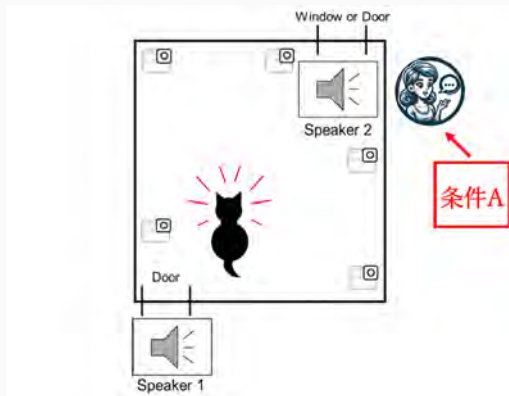 Window or Door
Speaker 2
条件A
Door
Speaker 1